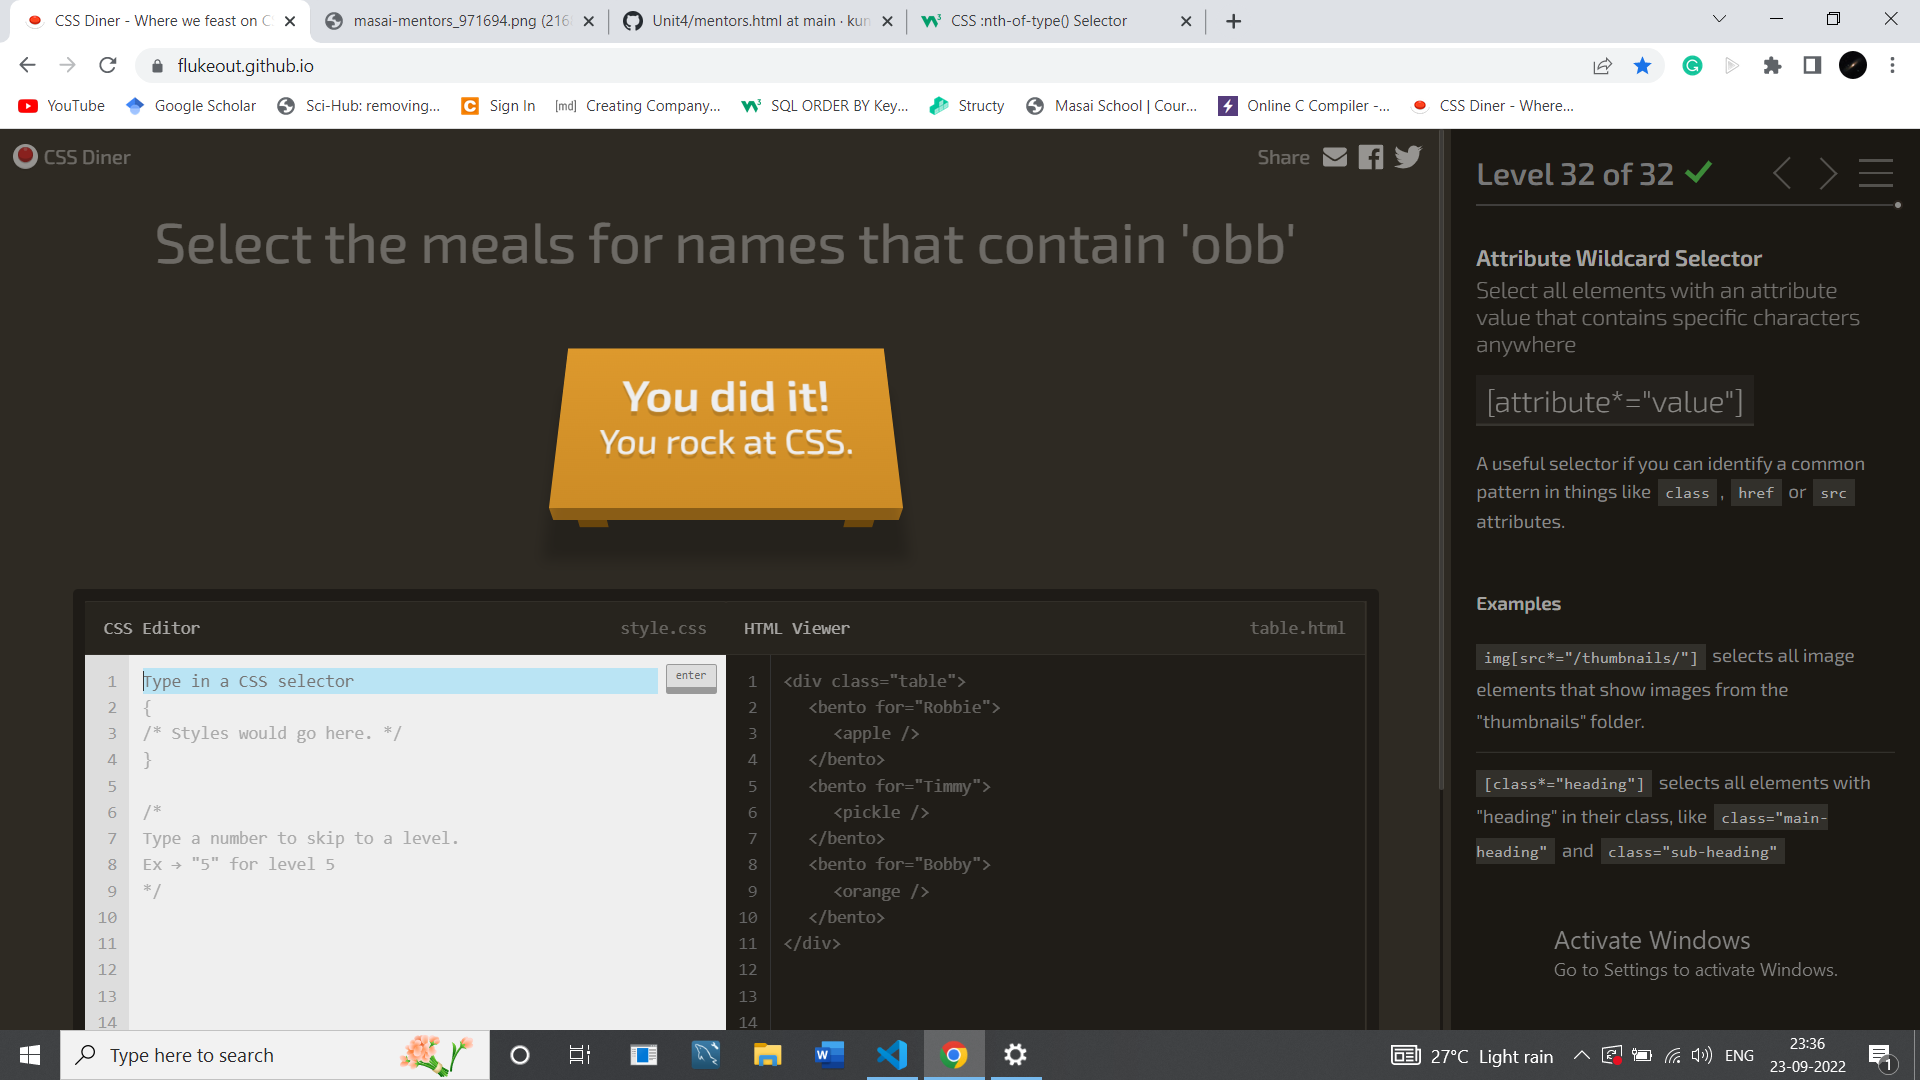 CSS Diner - Where we feast on C
masai-mentors_971694.png (216
Unit4/mentors.html at main · kun
CSS :nth-of-type() Selector
flukeout.github.io
YouTube
Google Scholar
Sci-Hub: removing...
Sign In
[md] Creating Company...
SQL ORDER BY Key...
Structy
Masai School | Cour...
Online C Compiler -...
CSS Diner - Where...
CSS Diner
Share
Select the meals for names that contain 'obb'
You did it!
You rock at CSS.
CSS Editor
style.css
1 Type in a CSS selector
enter
2 {
3 /* Styles would go here. */
4 }
5
6 /*
7 Type a number to skip to a level.
8 Ex → "5" for level 5
9 */
10
11
12
13
14
HTML Viewer
table.html
1 <div class="table">
2 <bento for="Robbie">
3 <apple />
4 </bento>
5 <bento for="Timmy">
6 <pickle />
7 </bento>
8 <bento for="Bobby">
9 <orange />
10 </bento>
11 </div>
12
13
14
Level 32 of 32
Attribute Wildcard Selector
Select all elements with an attribute
value that contains specific characters
anywhere
[attribute*="value"]
A useful selector if you can identify a common
pattern in things like class , href or src
attributes.
Examples
img[src*="/thumbnails/"] selects all image
elements that show images from the
"thumbnails" folder.
[class*="heading"] selects all elements with
"heading" in their class, like class="main-
heading" and class="sub-heading"
Activate Windows
Go to Settings to activate Windows.
Type here to search
27°C Light rain
ENG
23:36
23-09-2022
1